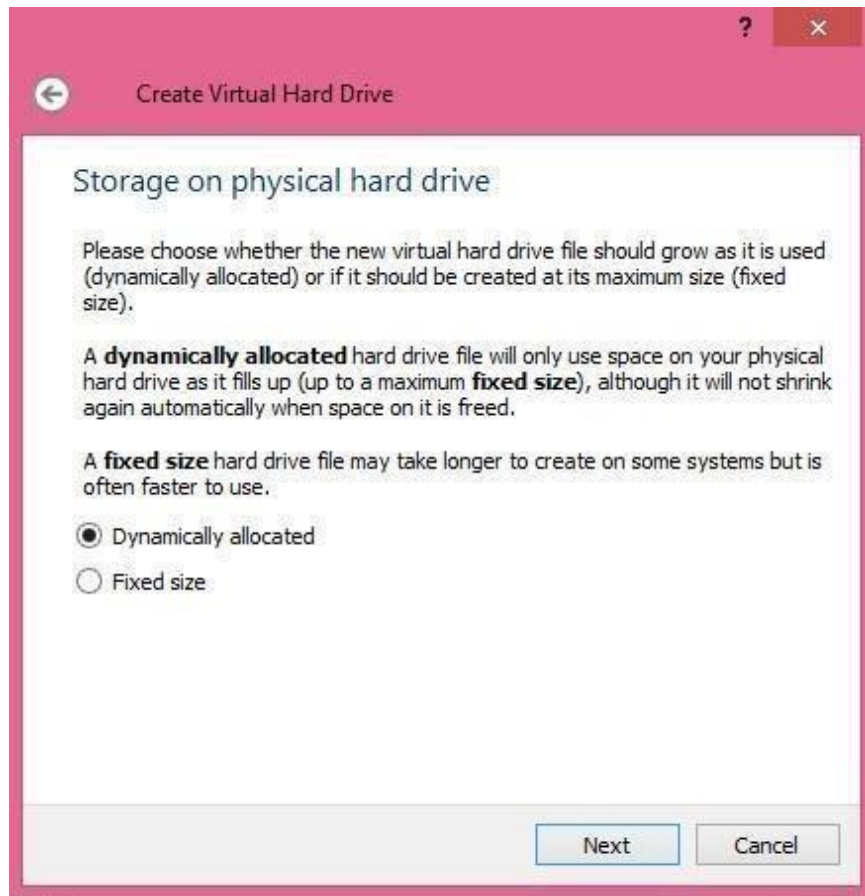 ?
Create Virtual Hard Drive
Storage on physical hard drive
Please choose whether the new virtual hard drive file should grow as it is used
(dynamically allocated) or if it should be created at its maximum size (fixed
size).
A dynamically allocated hard drive file will only use space on your physical
hard drive as it fills up (up to a maximum fixed size), although it will not shrink
again automatically when space on it is freed.
A fixed size hard drive file may take longer to create on some systems but is
often faster to use.
Dynamically allocated
Fixed size
Next Cancel